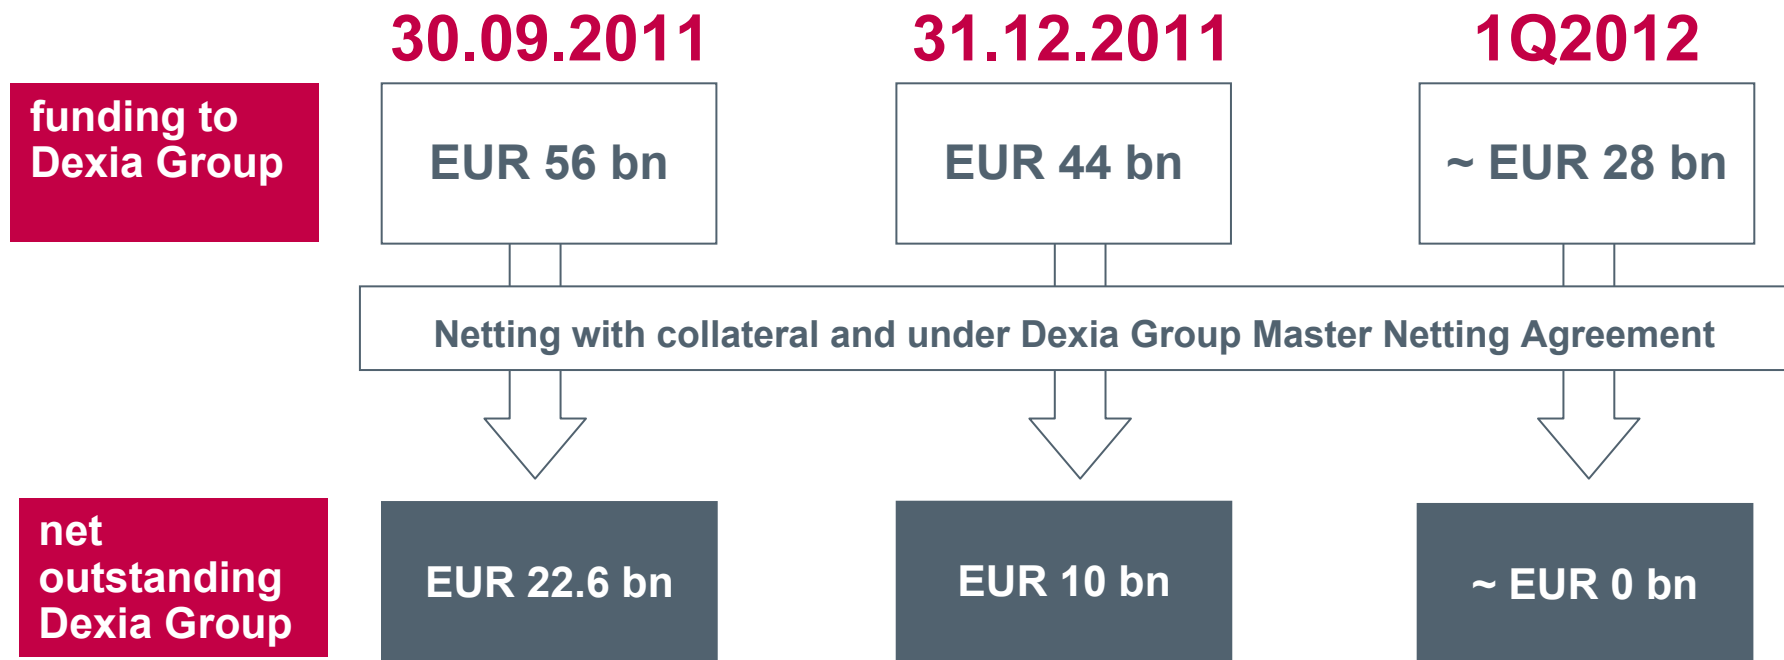 30.09.2011
31.12.2011
1Q2012
funding to
Dexia Group
EUR 56 bn
EUR 44 bn
~ EUR 28 bn
Netting with collateral and under Dexia Group Master Netting Agreement
net
outstanding
Dexia Group
EUR 22.6 bn
EUR 10 bn
~ EUR 0 bn